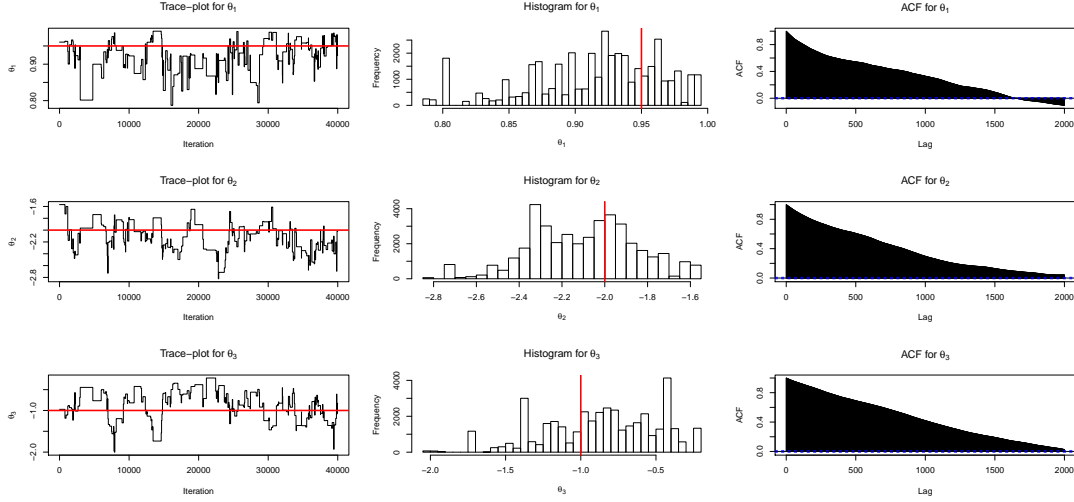 Trace−plot for θ1
θ1
0.80
0.90
0 10000 20000 30000 40000
Iteration
Histogram for θ1
Frequency
0 1000 2000
0.80 0.85 0.90 0.95 1.00
θ1
ACF for θ1
ACF
0.0 0.4 0.8
0 500 1000 1500 2000
Lag
Trace−plot for θ2
θ2
−2.8 −2.2 −1.6
0 10000 20000 30000 40000
Iteration
Histogram for θ2
Frequency
0 2000 4000
−2.8 −2.6 −2.4 −2.2 −2.0 −1.8 −1.6
θ2
ACF for θ2
ACF
0.0 0.4 0.8
0 500 1000 1500 2000
Lag
Trace−plot for θ3
θ3
−2.0 −1.0
0 10000 20000 30000 40000
Iteration
Histogram for θ3
Frequency
0 2000 4000
−2.0 −1.5 −1.0 −0.5
θ3
ACF for θ3
ACF
0.0 0.4 0.8
0 500 1000 1500 2000
Lag